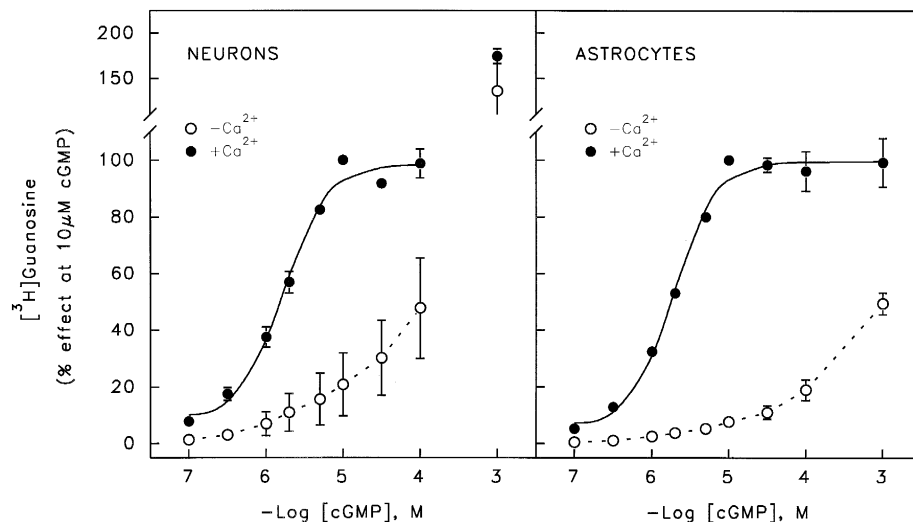 [³H]Guanosine
(% effect at 10µM cGMP)
200
150
100
80
60
40
20
0
NEURONS
−Ca²⁺
+Ca²⁺
7 6 5 4 3
−Log [cGMP], M
ASTROCYTES
−Ca²⁺
+Ca²⁺
7 6 5 4 3
−Log [cGMP], M